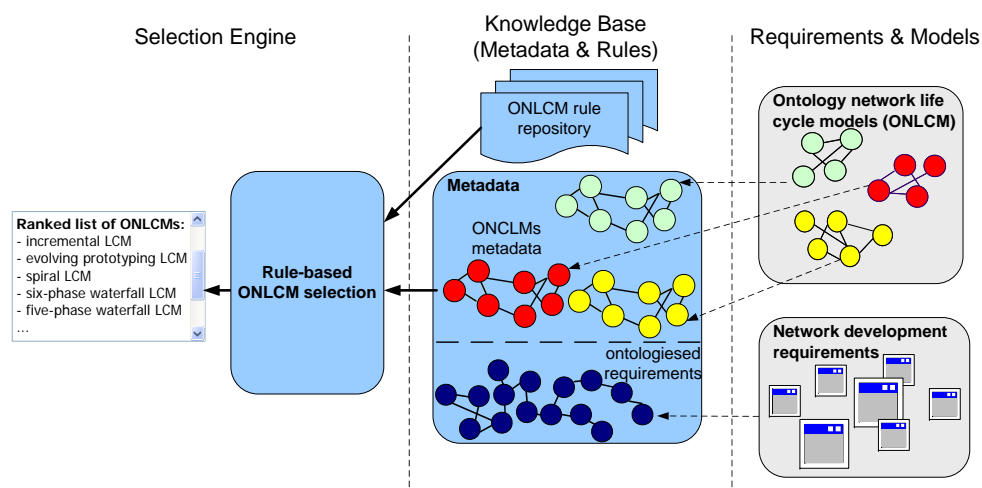 Selection Engine
Knowledge Base
(Metadata & Rules)
Requirements & Models
ONLCM rule
repository
Ontology network life
cycle models (ONLCM)
Metadata
ONCLMs
metadata
Ranked list of ONLCMs:
- incremental LCM
- evolving prototyping LCM
- spiral LCM
- six-phase waterfall LCM
- five-phase waterfall LCM
...
Rule-based
ONLCM selection
ontologiesed
requirements
Network development
requirements